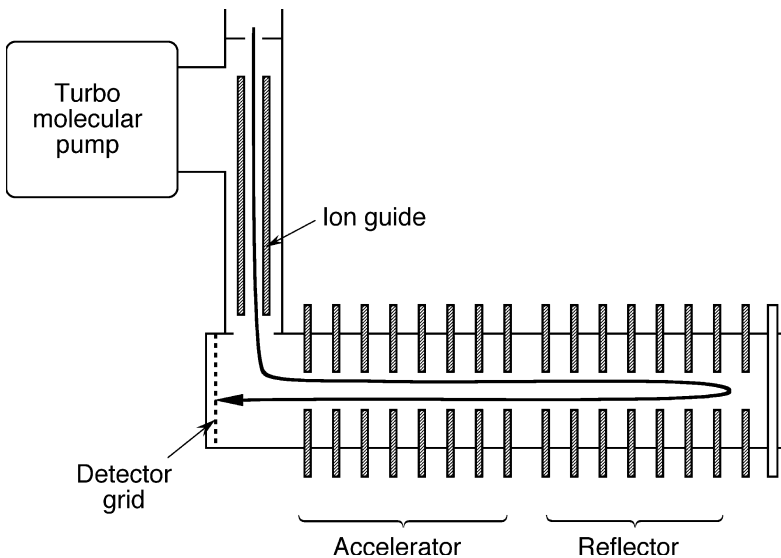 Turbo
molecular
pump
Ion guide
Detector
grid
Accelerator
Reflector